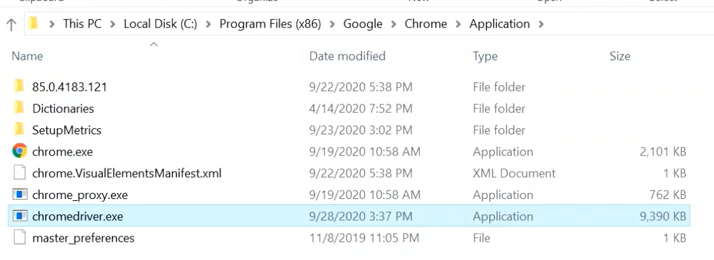 Clipboard Organize New Open Select
This PC > Local Disk (C:) > Program Files (x86) > Google > Chrome > Application >
Name Date modified Type Size
85.0.4183.121 9/22/2020 5:38 PM File folder
Dictionaries 4/14/2020 7:52 PM File folder
SetupMetrics 9/23/2020 3:02 PM File folder
chrome.exe 9/19/2020 10:58 AM Application 2,101 KB
chrome.VisualElementsManifest.xml 9/22/2020 5:38 PM XML Document 1 KB
chrome_proxy.exe 9/19/2020 10:58 AM Application 762 KB
chromedriver.exe 9/28/2020 3:37 PM Application 9,390 KB
master_preferences 11/8/2019 11:05 PM File 1 KB